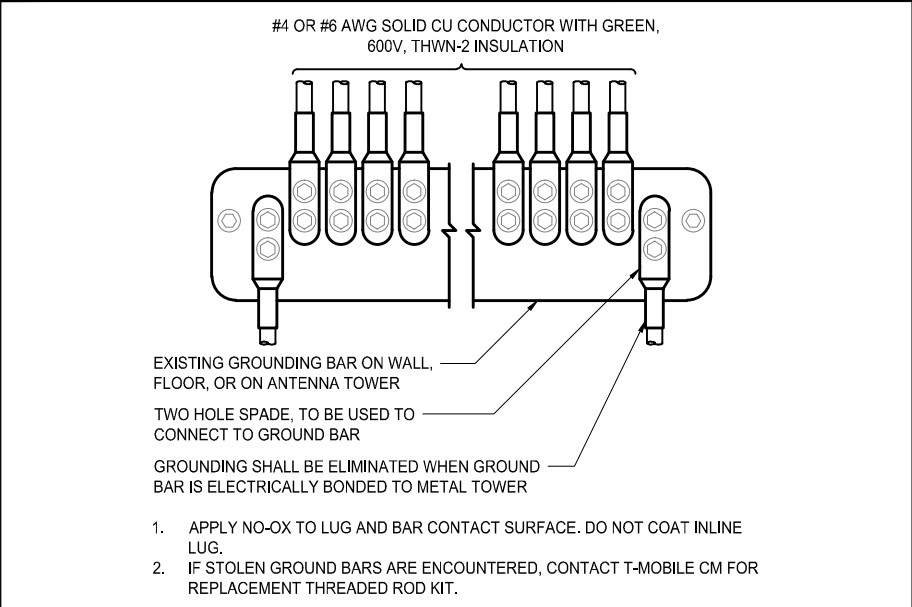 #4 OR #6 AWG SOLID CU CONDUCTOR WITH GREEN,
600V, THWN-2 INSULATION
EXISTING GROUNDING BAR ON WALL,
FLOOR, OR ON ANTENNA TOWER
TWO HOLE SPADE, TO BE USED TO
CONNECT TO GROUND BAR
GROUNDING SHALL BE ELIMINATED WHEN GROUND
BAR IS ELECTRICALLY BONDED TO METAL TOWER
1. APPLY NO-OX TO LUG AND BAR CONTACT SURFACE. DO NOT COAT INLINE
LUG.
2. IF STOLEN GROUND BARS ARE ENCOUNTERED, CONTACT T-MOBILE CM FOR
REPLACEMENT THREADED ROD KIT.